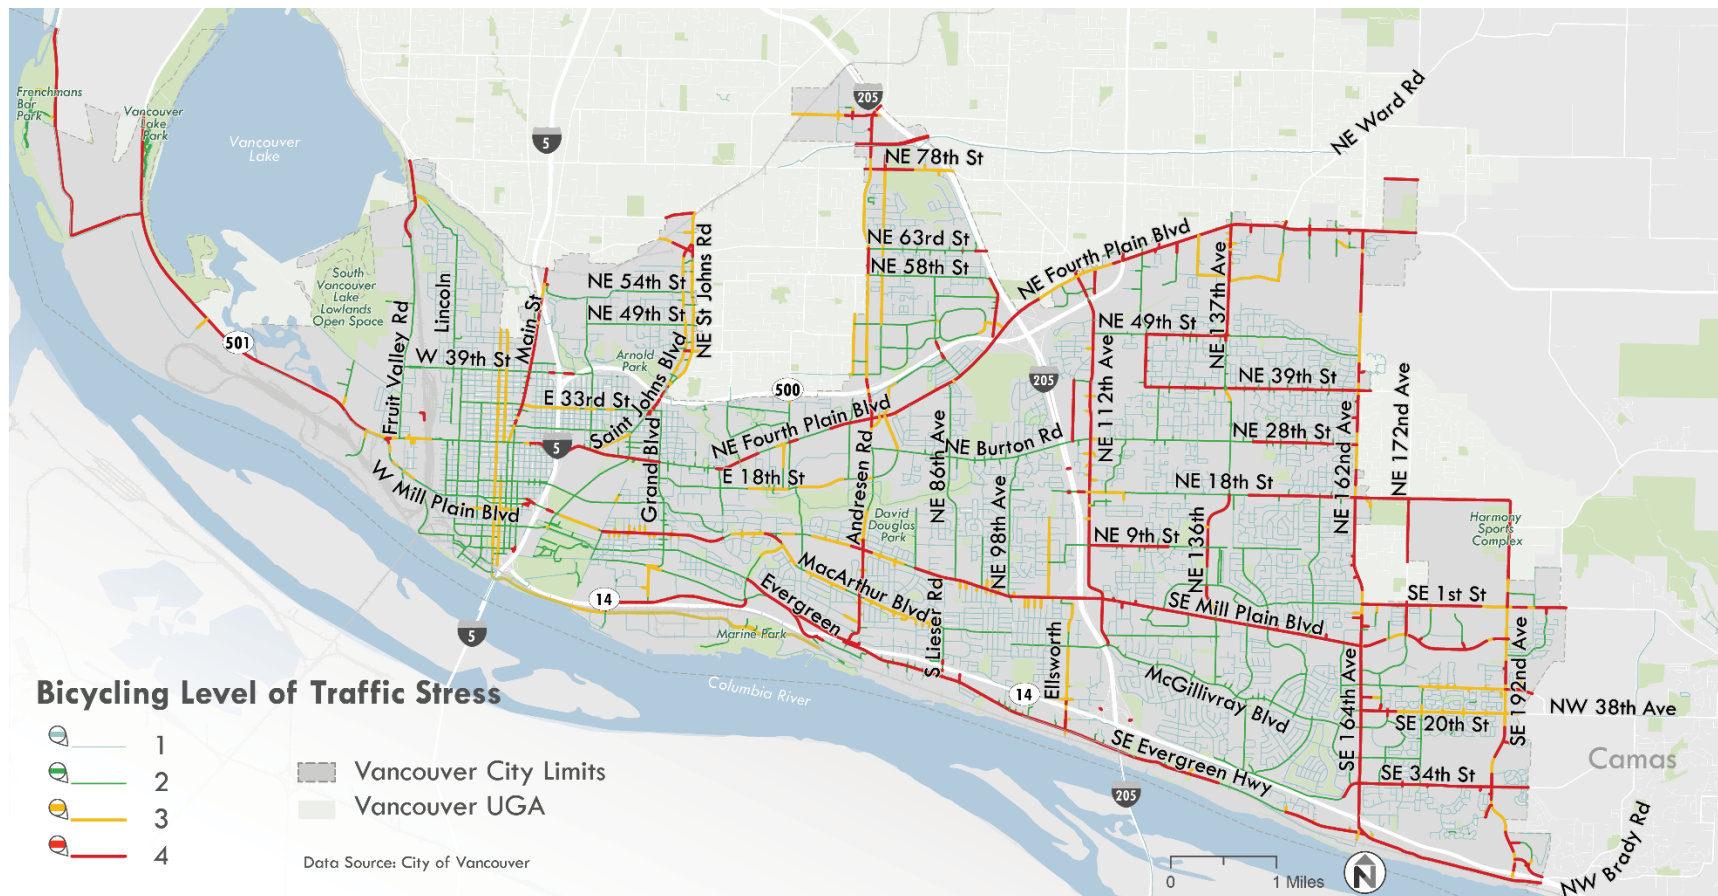 Frenchmans
Bar
Park
Vancouver
Lake
Park
Vancouver
Lake
5
205
NE Ward Rd
NE 78th St
NE 63rd St
NE 58th St
NE Fourth Plain Blvd
NE 137th Ave
NE St Johns Rd
NE 54th St
NE 49th St
South
Vancouver
Lake
Lowlands
Open Space
Fruit Valley Rd
Lincoln
Main St
501
W 39th St
Arnold
Park
500
205
NE 112th Ave
NE 49th St
NE 39th St
NE 172nd Ave
E 33rd St
Saint Johns Blvd
Grand Blvd
NE Fourth Plain Blvd
NE 86th Ave
NE Burton Rd
NE 28th St
NE 162nd Ave
5
E 18th St
Andresen Rd
NE 18th St
W Mill Plain Blvd
David
Douglas
Park
NE 98th Ave
NE 9th St
NE 136th
Harmony
Sports
Complex
MacArthur Blvd
Evergreen
14
S Lieser Rd
SE Mill Plain Blvd
SE 1st St
5
Marine Park
Ellsworth
14
McGillivray Blvd
SE 164th Ave
SE 192nd Ave
NW 38th Ave
SE 20th St
Columbia River
SE Evergreen Hwy
SE 34th St
Camas
205
NW Brady Rd
Bicycling Level of Traffic Stress
1
2
3
4
Vancouver City Limits
Vancouver UGA
Data Source: City of Vancouver
0 1 Miles
N